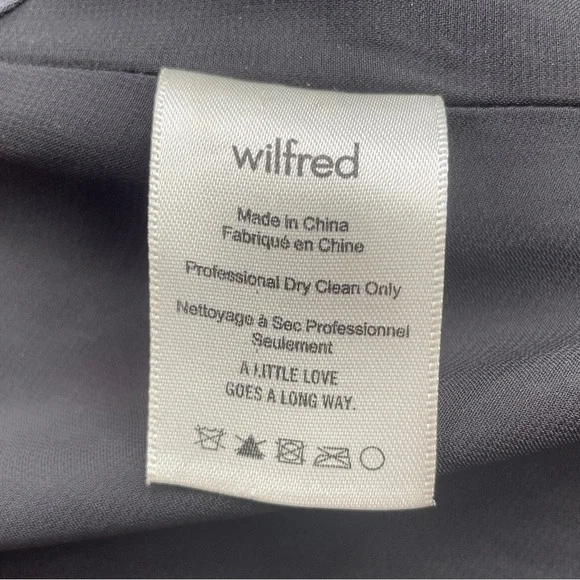 wilfred
Made in China
Fabriqué en Chine
Professional Dry Clean Only
Nettoyage à Sec Professionnel
Seulement
A LITTLE LOVE
GOES A LONG WAY.